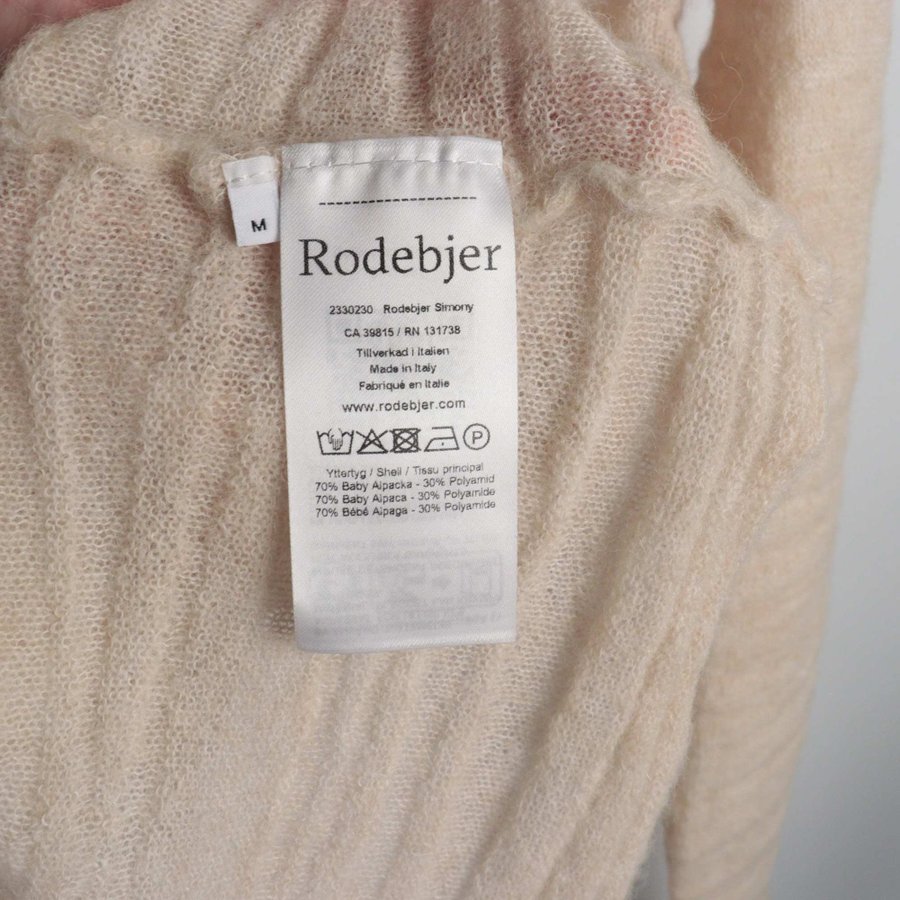 M
Rodebjer
2330230 Rodebjer Simony
CA 39815 / RN 131738
Tillverkad i Italien
Made in Italy
Fabriqué en Italie
www.rodebjer.com
P
Yttertyg / Shell / Tissu principal
70% Baby Alpacka - 30% Polyamid
70% Baby Alpaca - 30% Polyamide
70% Bébé Alpaga - 30% Polyamide